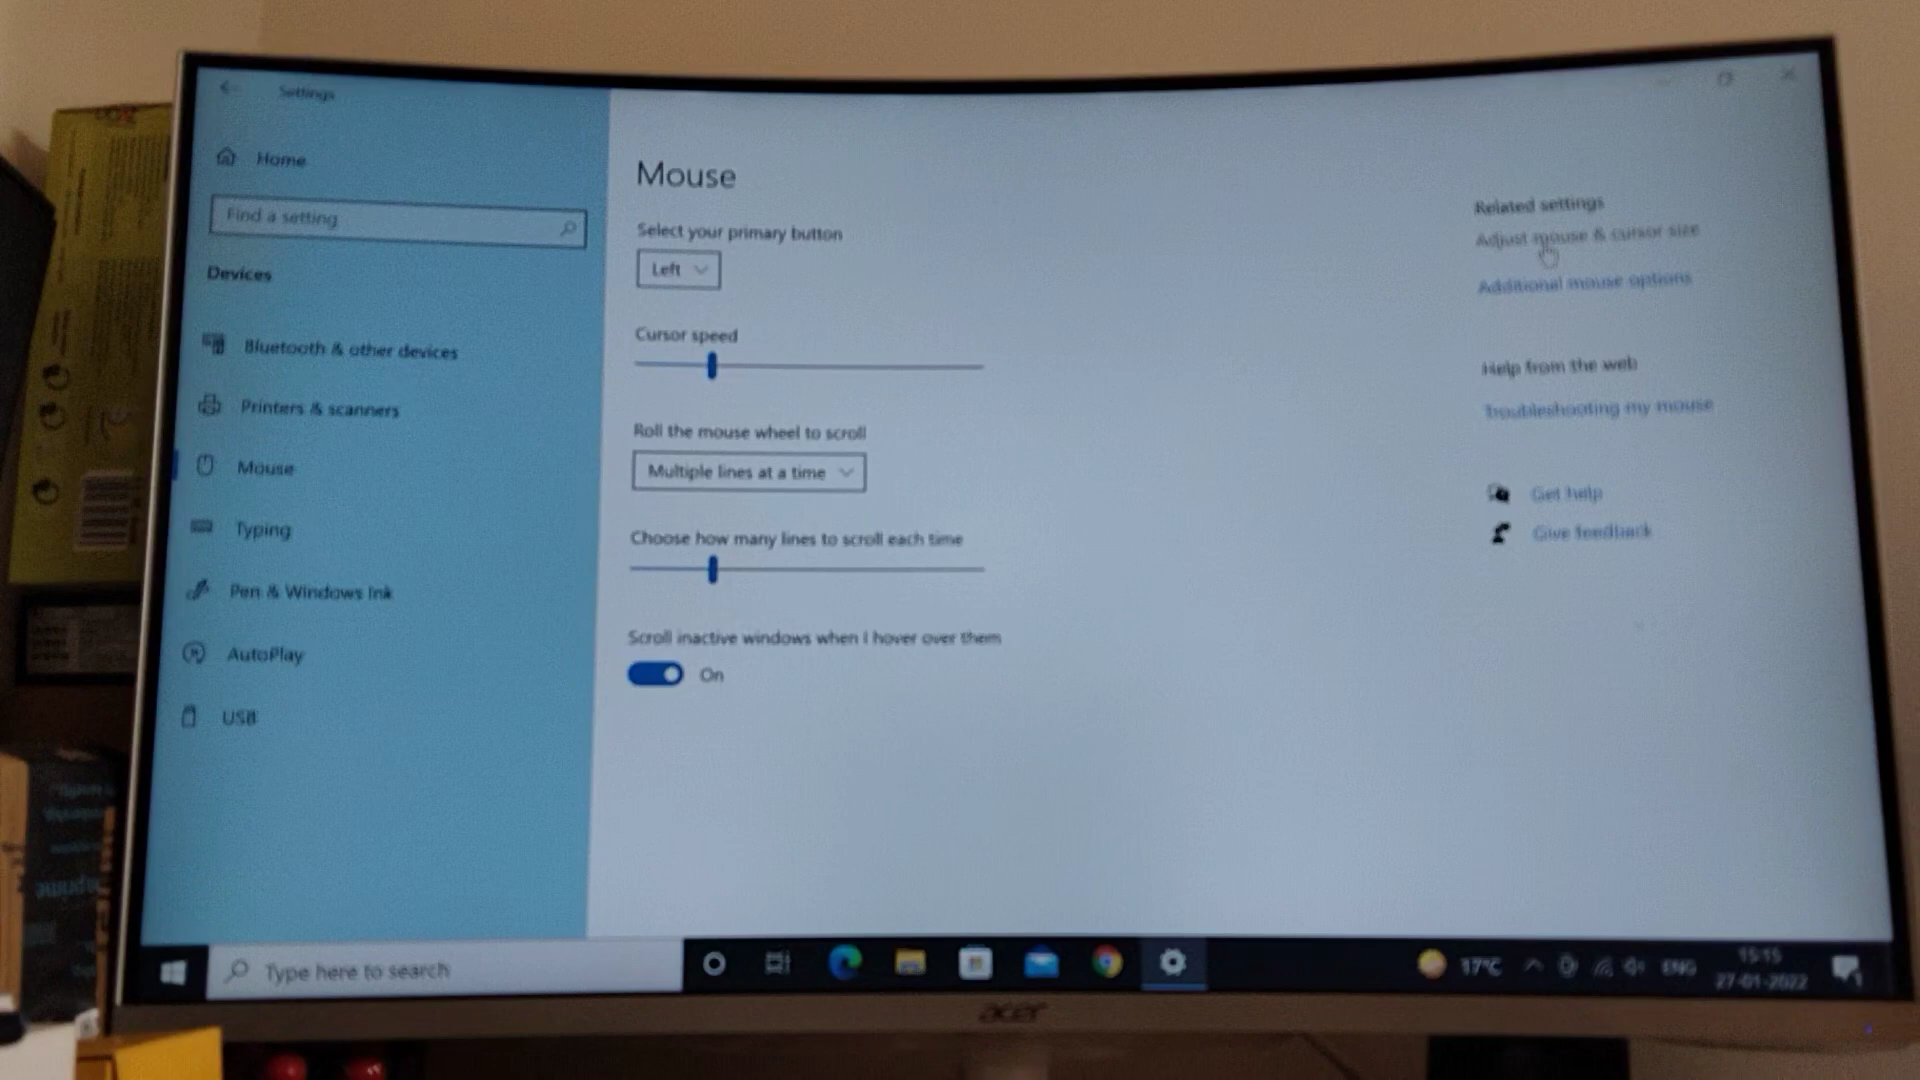 Settings
Home
Find a setting
Devices
Bluetooth & other devices
Printers & scanners
Mouse
Typing
Pen & Windows Ink
AutoPlay
USB
Mouse
Select your primary button
Left
Cursor speed
Roll the mouse wheel to scroll
Multiple lines at a time
Choose how many lines to scroll each time
Scroll inactive windows when I hover over them
On
Related settings
Adjust mouse & cursor size
Additional mouse options
Help from the web
Troubleshooting my mouse
Get help
Give feedback
Type here to search
17°C
ENG
15:15
27-01-2022
acer